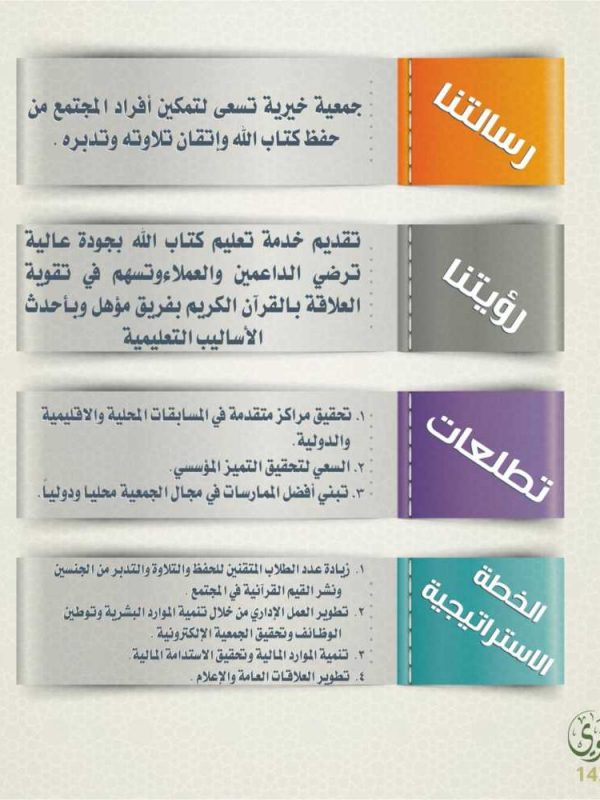 رسالتنا
جمعية خيرية تسعى لتمكين أفراد المجتمع من
حفظ كتاب الله وإتقان تلاوته وتدبره .
رؤيتنا
تقديم خدمة تعليم كتاب الله بجودة عالية
ترضي الداعمين والعملاءوتسهم في تقوية
العلاقة بالقرآن الكريم بفريق مؤهل وبأحدث
الأساليب التعليمية
تطلعات
١. تحقيق مراكز متقدمة في المسابقات المحلية والاقليمية
والدولية.
٢. السعي لتحقيق التميز المؤسسي.
٣. تبني أفضل الممارسات في مجال الجمعية محليا ودولياً.
الخطة
الاستراتيجية
١. زيادة عدد الطلاب المتقنين للحفظ والتلاوة والتدبر من الجنسين
ونشر القيم القرآنية في المجتمع .
٢. تطوير العمل الإداري من خلال تنمية الموارد البشرية وتوطين
الوظائف وتحقيق الجمعية الإلكترونية .
٣. تنمية الموارد المالية وتحقيق الاستدامة المالية.
٤. تطوير العلاقات العامة والإعلام .